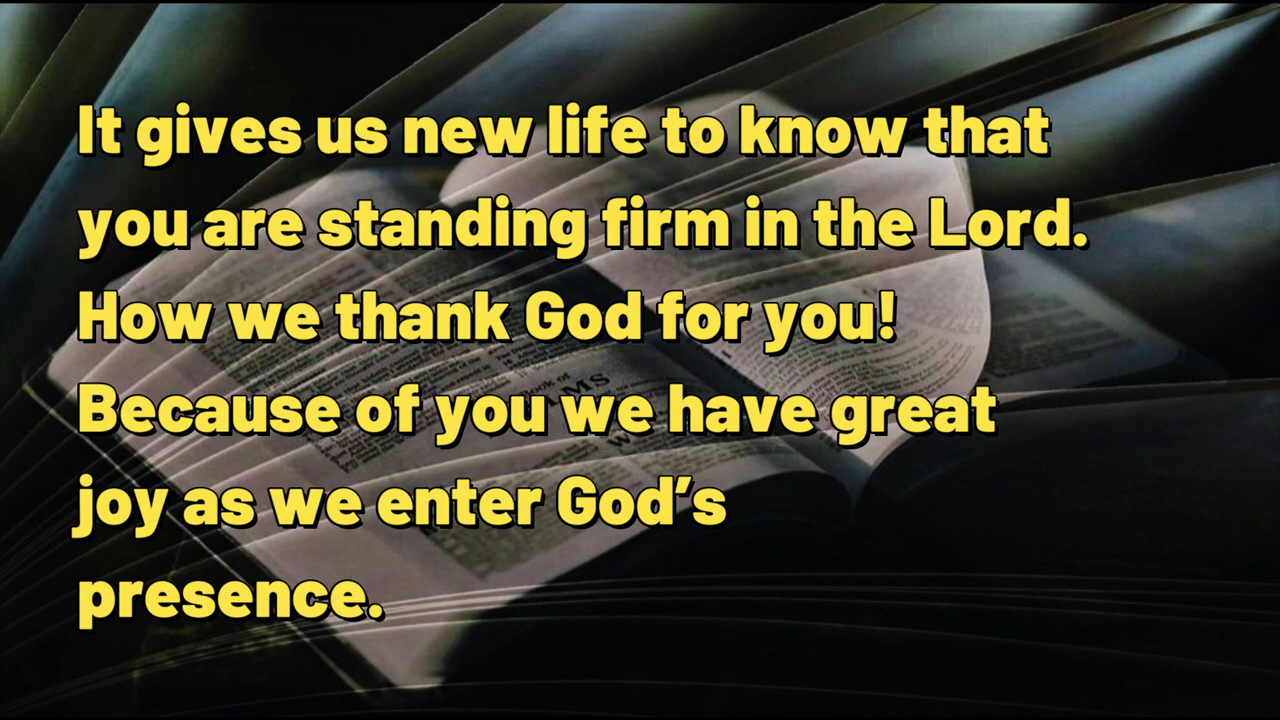 It gives us new life to know that
you are standing firm in the Lord.
How we thank God for you!
Because of you we have great
joy as we enter God’s
presence.